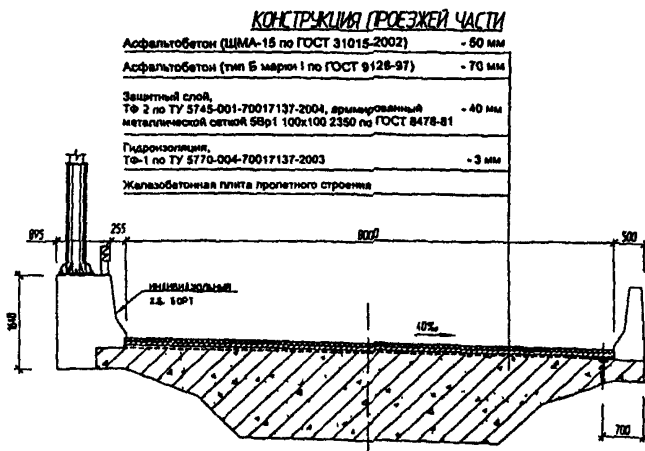 КОНСТРУКЦИЯ ПРОЕЗЖЕЙ ЧАСТИ
Асфальтобетон (ЩМА-15 по ГОСТ 31015-2002) - 50 мм
Асфальтобетон (тип Б марки I по ГОСТ 9128-97) - 70 мм
Защитный слой,
ТФ 2 по ТУ 5745-001-70017137-2004, армированный - 40 мм
металлической сеткой 5Вр1 100х100 2350 по ГОСТ 8478-81
Гидроизоляция,
ТФ-1 по ТУ 5770-004-70017137-2003 - 3 мм
Железобетонная плита пролетного строения
895 255 8000 500
индивидуальный
ж.б. борт
1640
40‰
700